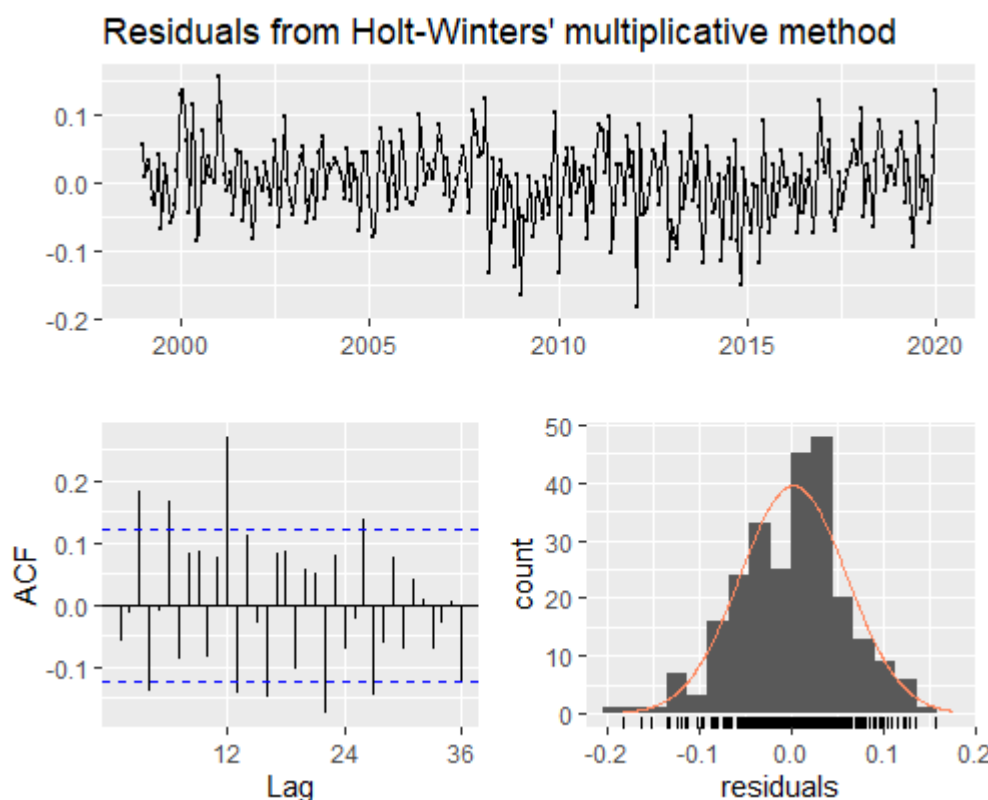 Residuals from Holt-Winters' multiplicative method
0.1
0.0
-0.1
-0.2
2000 2005 2010 2015 2020
0.2
0.1
0.0
-0.1
ACF
12 24 36
Lag
50
40
30
20
10
0
count
-0.2 -0.1 0.0 0.1 0.2
residuals